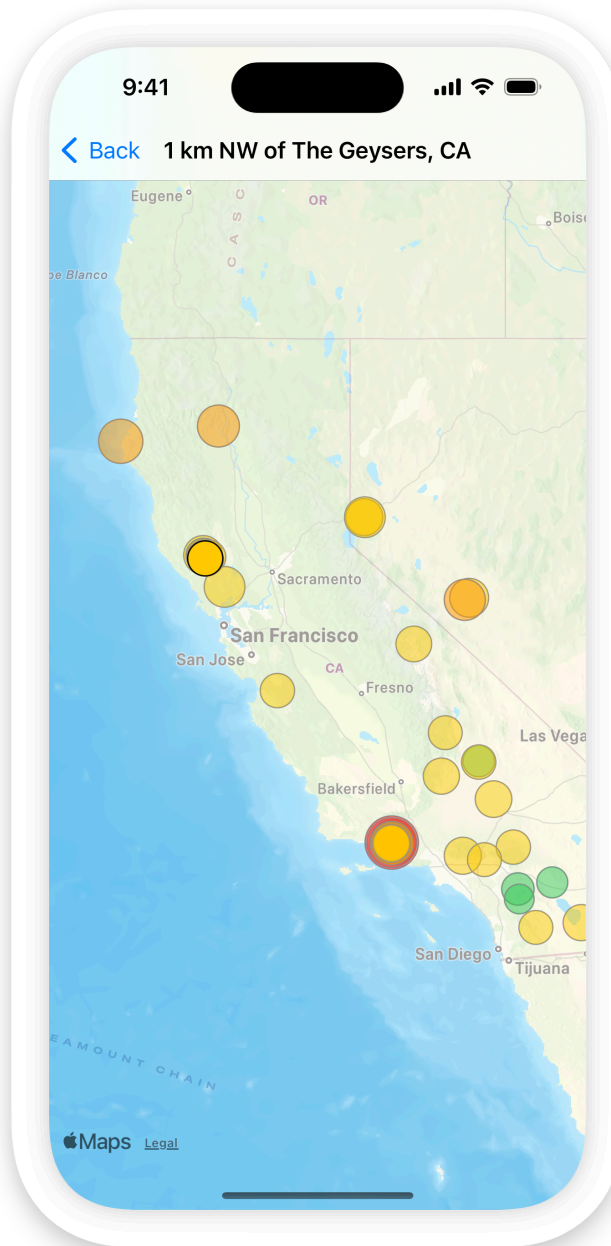 9:41
Back 1 km NW of The Geysers, CA
Eugene
OR
CASC
Boise
pe Blanco
Sacramento
San Francisco
San Jose
CA
Fresno
Las Vega
Bakersfield
San Diego
Tijuana
EAMOUNT CHAIN
Maps Legal